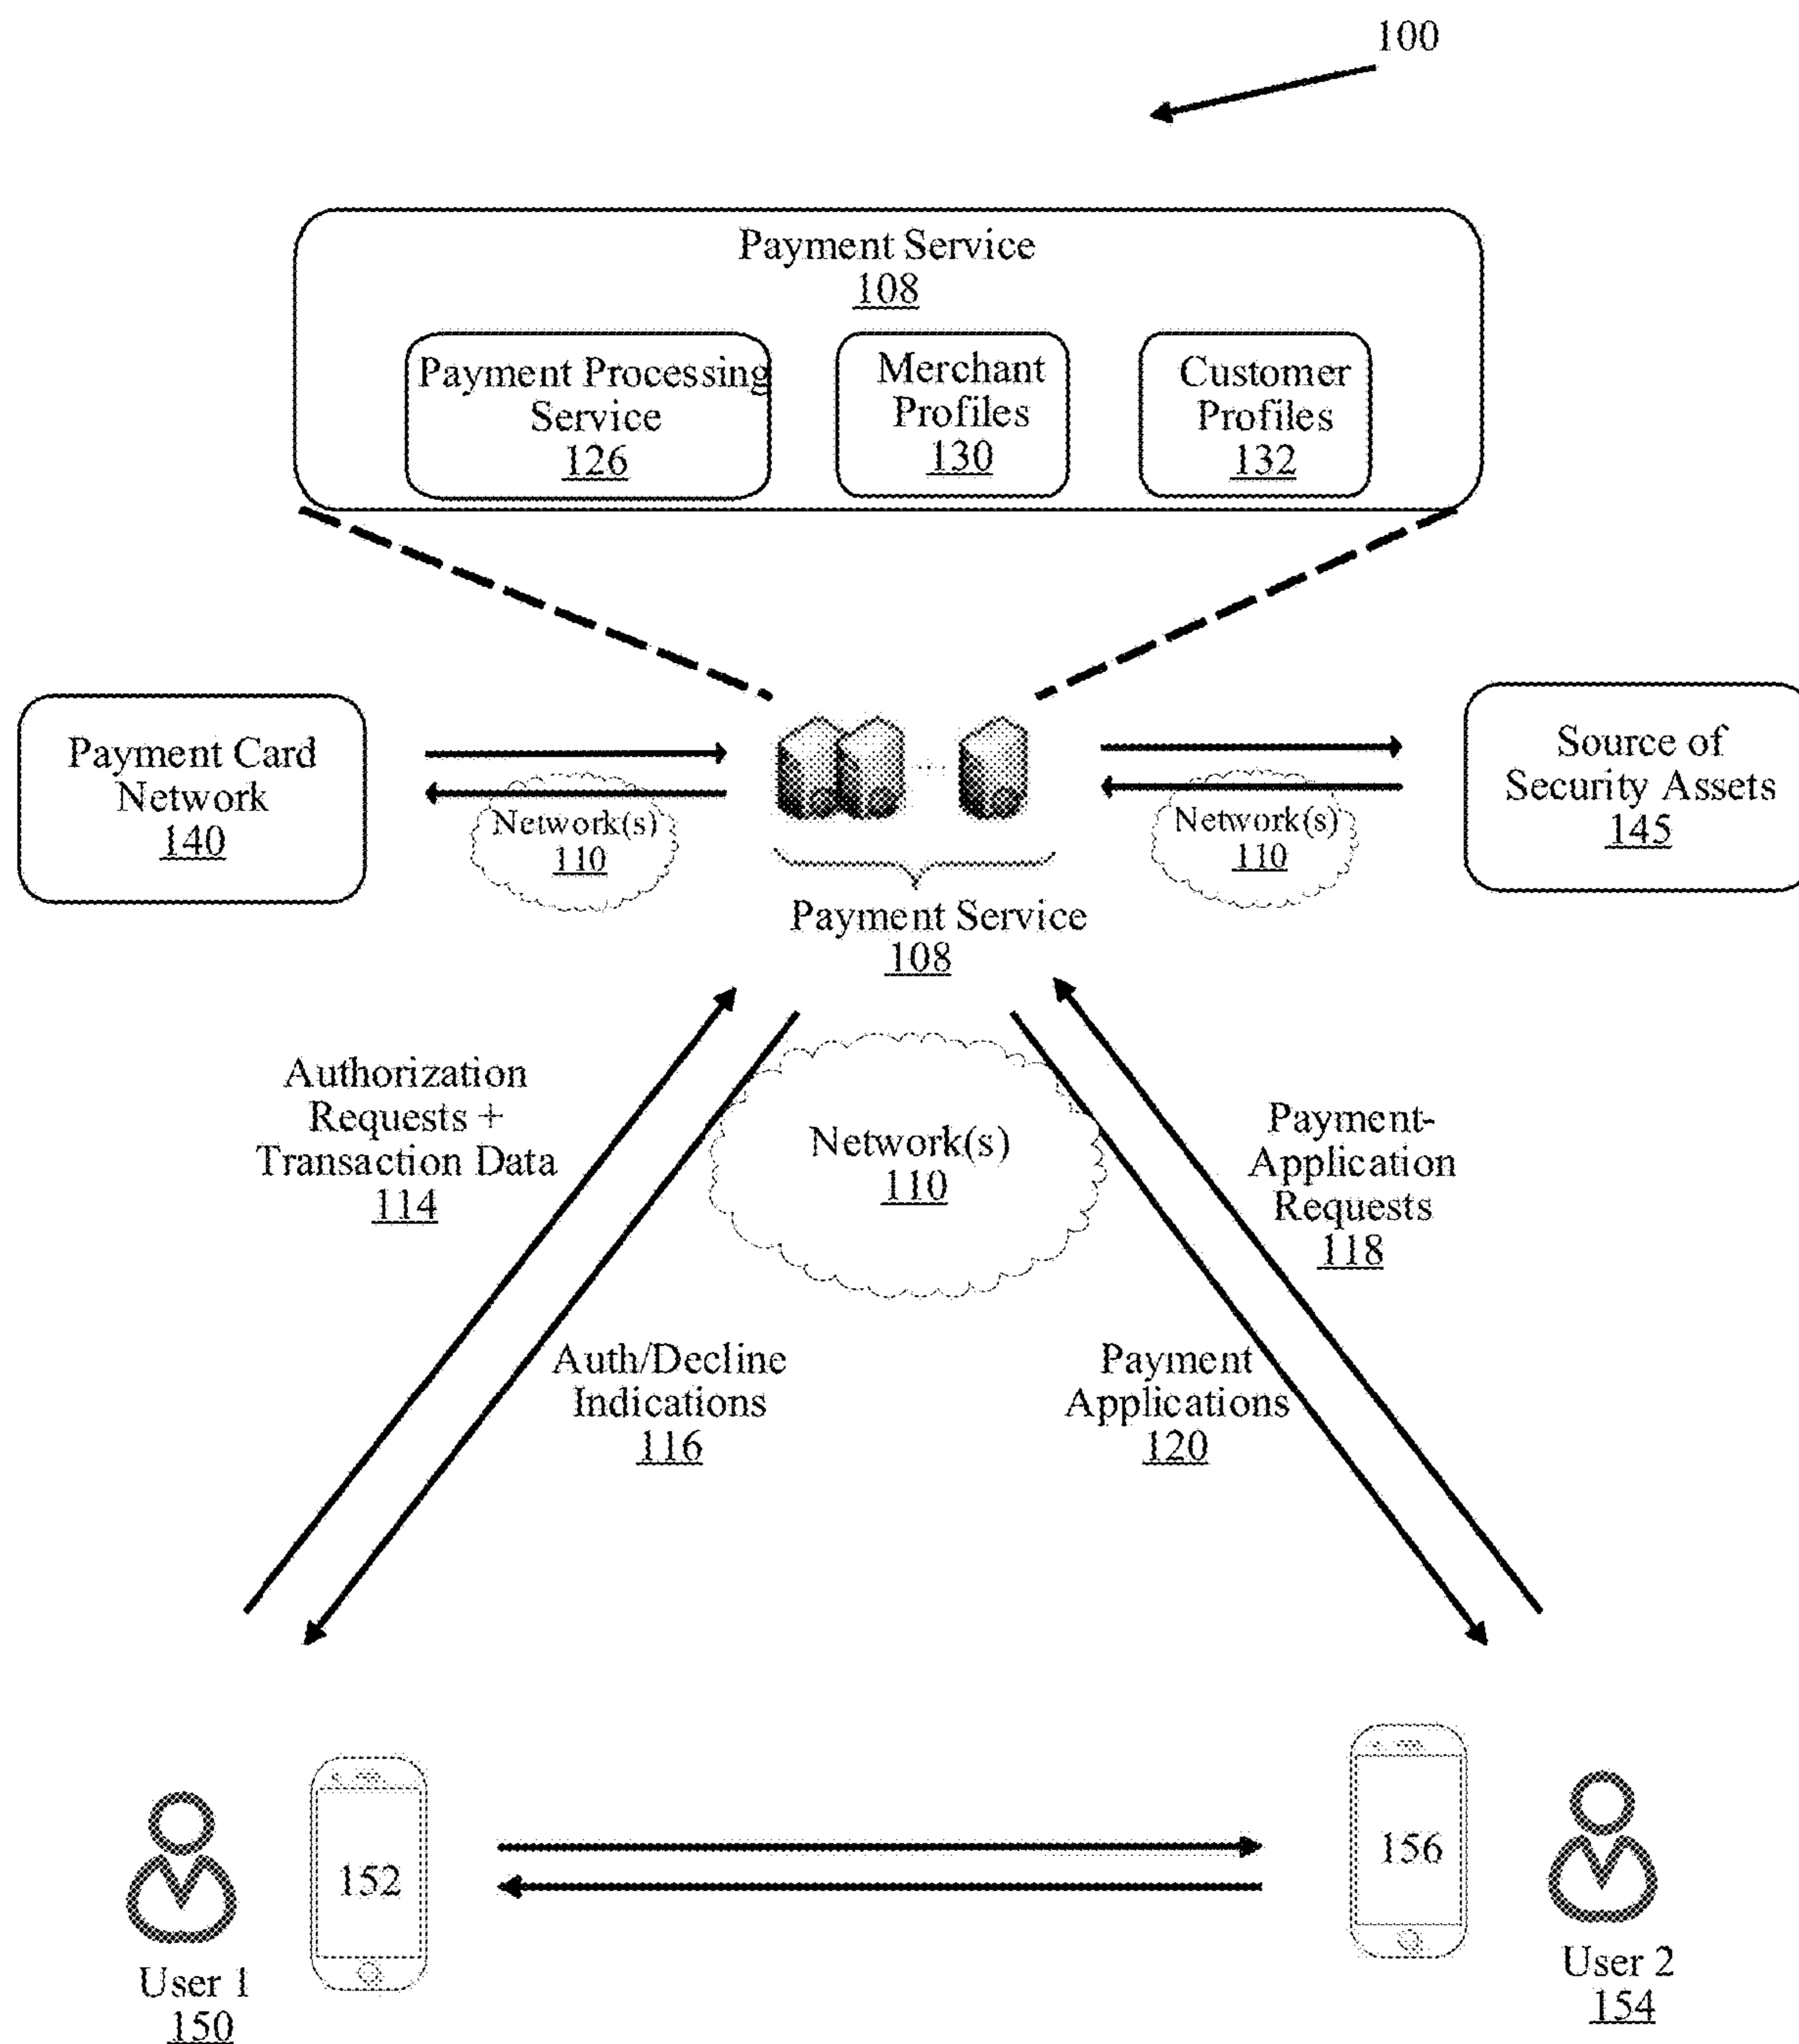 100
Payment Service
108
Payment Processing
Service
126
Merchant
Profiles
130
Customer
Profiles
132
Payment Card
Network
140
Network(s)
110
Network(s)
110
Source of
Security Assets
145
Payment Service
108
Authorization
Requests +
Transaction Data
114
Network(s)
110
Payment-
Application
Requests
118
Auth/Decline
Indications
116
Payment
Applications
120
152
156
User 1
150
User 2
154